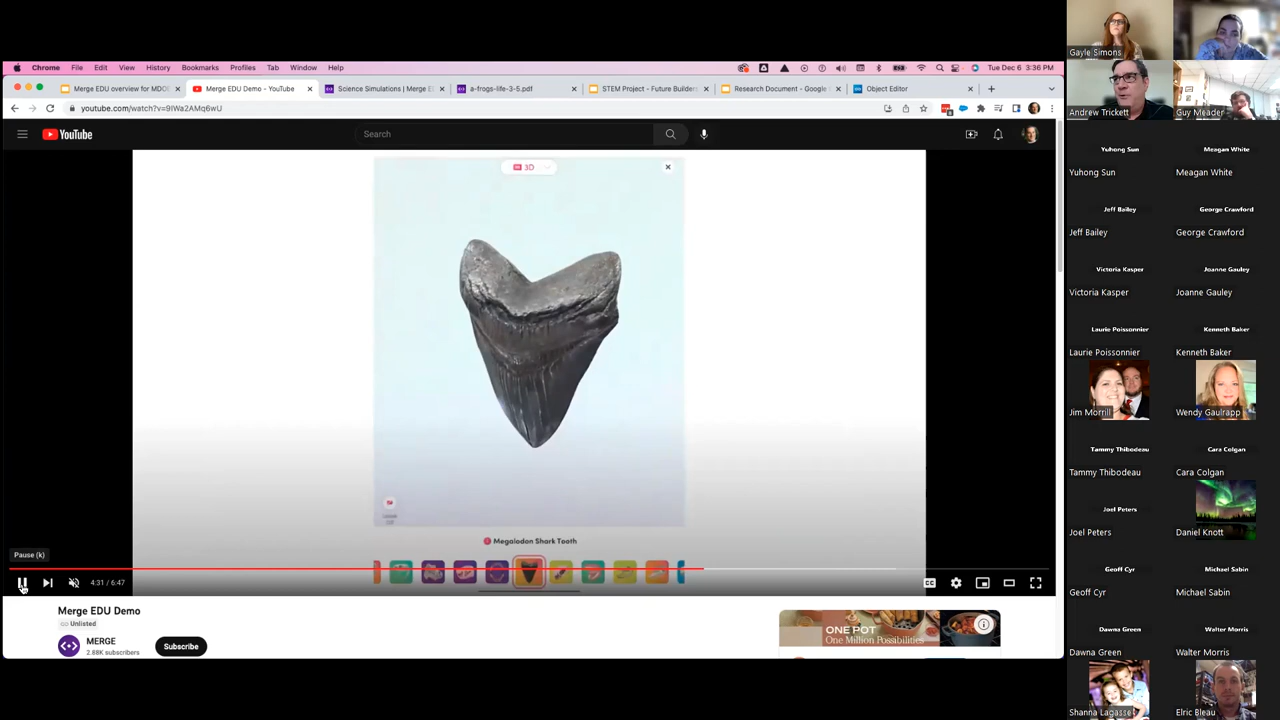 Chrome File Edit View History Bookmarks Profiles Tab Window Help
Tue Dec 6 3:36 PM
Merge EDU overview for MDO
Merge EDU Demo - YouTube
Science Simulations | Merge E
a-frogs-life-3-5.pdf
STEM Project - Future Builders
Research Document - Google S
Object Editor
youtube.com/watch?v=9IWa2AMq6wU
YouTube
Search
3D
Megalodon Shark Tooth
Pause (k)
4:31 / 6:47
Merge EDU Demo
Unlisted
MERGE
2.88K subscribers
Subscribe
ONE POT
One Million Possibilities
Gayle Simons
Andrew Trickett
Guy Meader
Yuhong Sun
Meagan White
Yuhong Sun
Meagan White
Jeff Bailey
George Crawford
Jeff Bailey
George Crawford
Victoria Kasper
Joanne Gauley
Victoria Kasper
Joanne Gauley
Laurie Poissonnier
Kenneth Baker
Laurie Poissonnier
Kenneth Baker
Jim Morrill
Wendy Gaulrapp
Tammy Thibodeau
Cara Colgan
Tammy Thibodeau
Cara Colgan
Joel Peters
Joel Peters
Daniel Knott
Geoff Cyr
Michael Sabin
Geoff Cyr
Michael Sabin
Dawna Green
Walter Morris
Dawna Green
Walter Morris
Shanna Lagasse
Elric Bleau